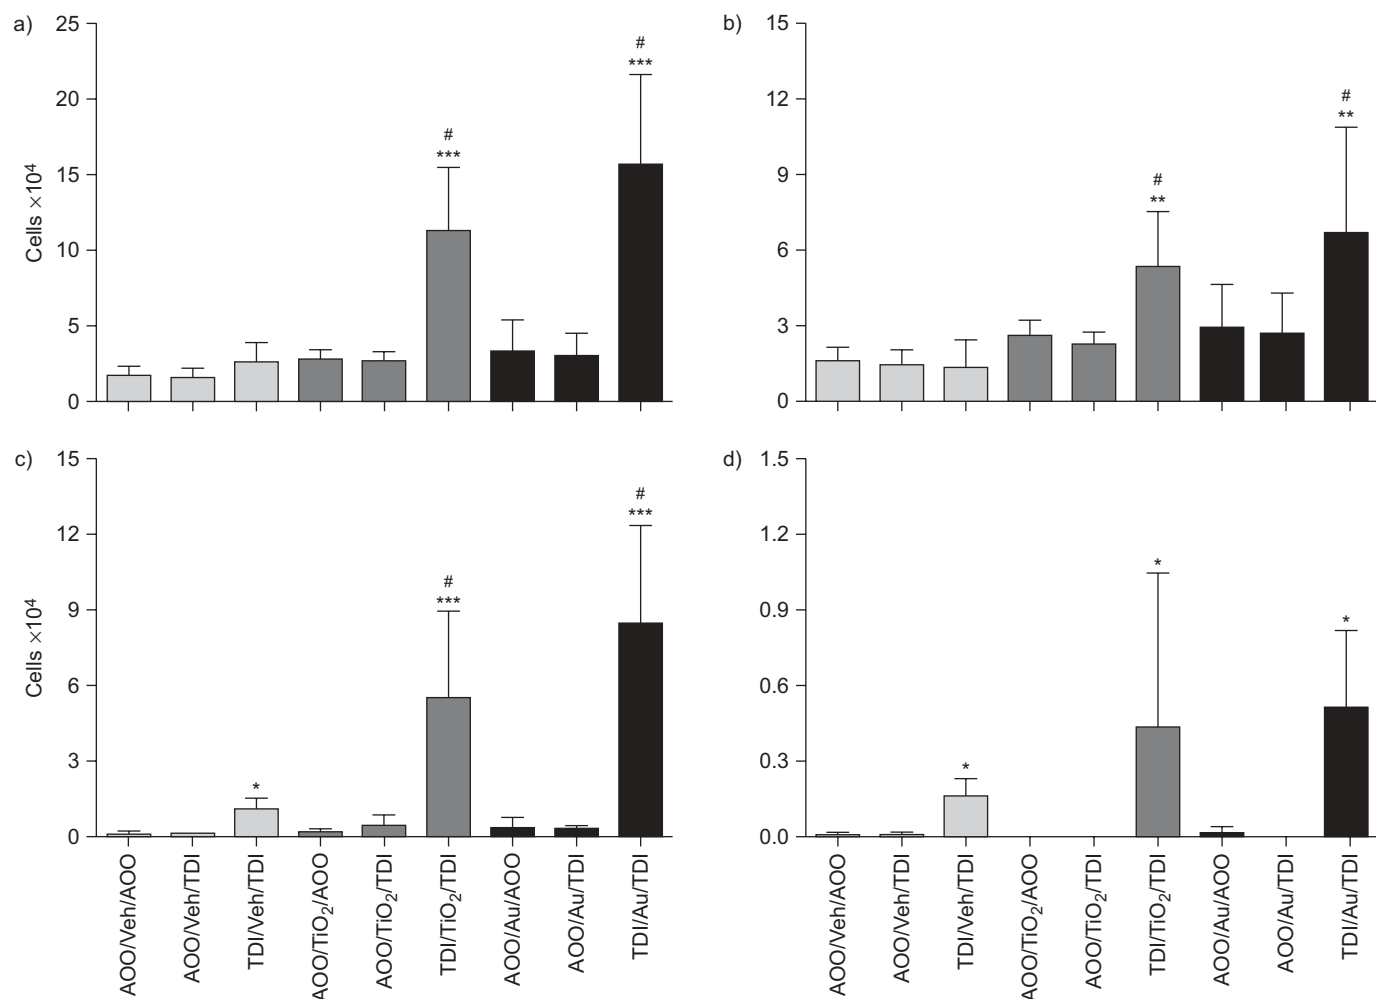 a)
25
20
15
10
5
0
Cells ×10⁴
#
***
#
***
b)
15
12
9
6
3
0
#
**
#
**
c)
15
12
9
6
3
0
Cells ×10⁴
*
#
***
#
***
AOO/Veh/AOO
AOO/Veh/TDI
TDI/Veh/TDI
AOO/TiO₂/AOO
AOO/TiO₂/TDI
TDI/TiO₂/TDI
AOO/Au/AOO
AOO/Au/TDI
TDI/Au/TDI
d)
1.5
1.2
0.9
0.6
0.3
0.0
*
*
*
AOO/Veh/AOO
AOO/Veh/TDI
TDI/Veh/TDI
AOO/TiO₂/AOO
AOO/TiO₂/TDI
TDI/TiO₂/TDI
AOO/Au/AOO
AOO/Au/TDI
TDI/Au/TDI